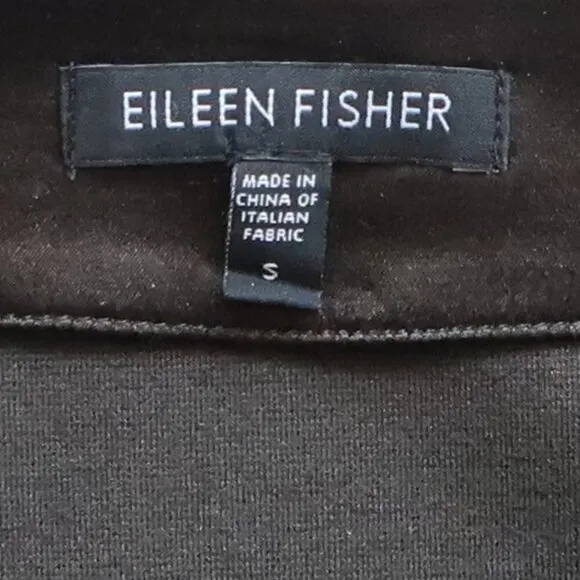 EILEEN FISHER
MADE IN
CHINA OF
ITALIAN
FABRIC
S